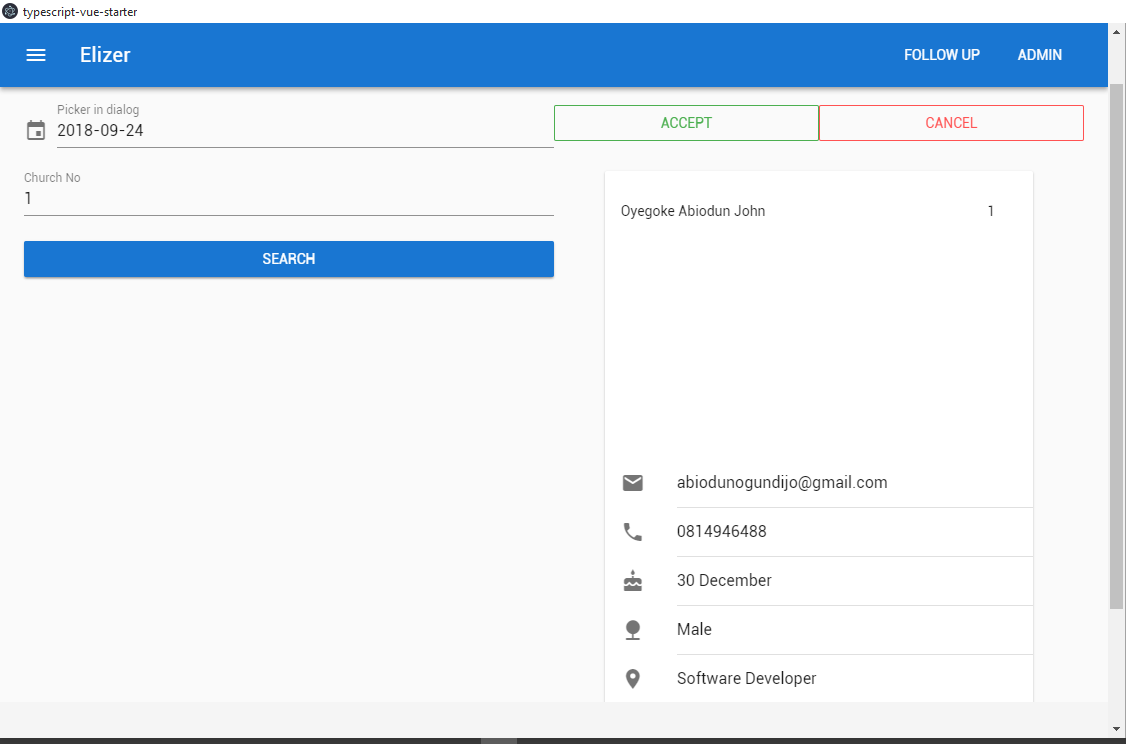 typescript-vue-starter
Elizer
FOLLOW UP
ADMIN
Picker in dialog
2018-09-24
ACCEPT
CANCEL
Church No
1
SEARCH
Oyegoke Abiodun John 1
abiodunogundijo@gmail.com
0814946488
30 December
Male
Software Developer